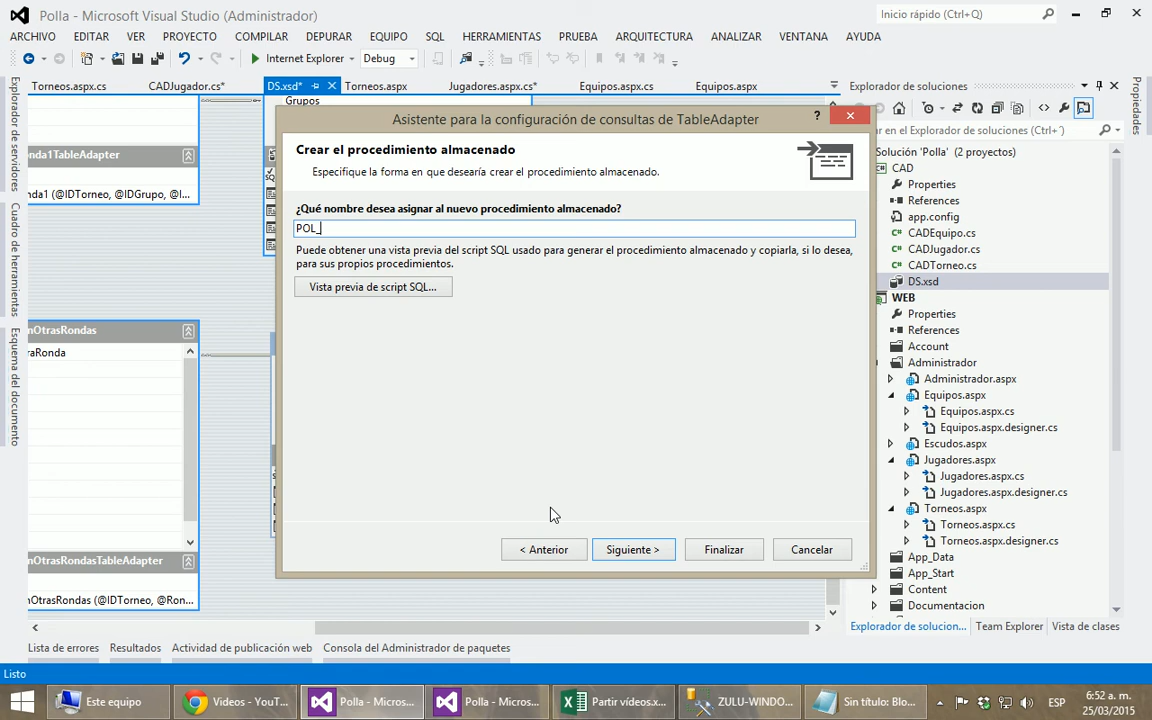 Polla - Microsoft Visual Studio (Administrador)
Inicio rápido (Ctrl+Q)
ARCHIVO EDITAR VER PROYECTO COMPILAR DEPURAR EQUIPO SQL HERRAMIENTAS PRUEBA ARQUITECTURA ANALIZAR VENTANA AYUDA
Internet Explorer Debug
Torneos.aspx.cs CADJugador.cs* DS.xsd* Torneos.aspx Jugadores.aspx.cs* Equipos.aspx.cs Equipos.aspx
Explorador de servidores
Cuadro de herramientas
Esquema del documento
Grupos
onda1TableAdapter
nda1 (@IDTorneo, @IDGrupo, @I...
nOtrasRondas
raRonda
nOtrasRondasTableAdapter
nOtrasRondas (@IDTorneo, @Ron...
Asistente para la configuración de consultas de TableAdapter
?
Crear el procedimiento almacenado
Especifique la forma en que desearía crear el procedimiento almacenado.
¿Qué nombre desea asignar al nuevo procedimiento almacenado?
POL_
Puede obtener una vista previa del script SQL usado para generar el procedimiento almacenado y copiarla, si lo desea,
para sus propios procedimientos.
Vista previa de script SQL...
< Anterior Siguiente > Finalizar Cancelar
Explorador de soluciones
ar en el Explorador de soluciones (Ctrl+´)
Solución 'Polla' (2 proyectos)
CAD
Properties
References
app.config
CADEquipo.cs
CADJugador.cs
CADTorneo.cs
DS.xsd
WEB
Properties
References
Account
Administrador
Administrador.aspx
Equipos.aspx
Equipos.aspx.cs
Equipos.aspx.designer.cs
Escudos.aspx
Jugadores.aspx
Jugadores.aspx.cs
Jugadores.aspx.designer.cs
Torneos.aspx
Torneos.aspx.cs
Torneos.aspx.designer.cs
App_Data
App_Start
Content
Documentacion
Explorador de solucion... Team Explorer Vista de clases
Propiedades
Lista de errores Resultados Actividad de publicación web Consola del Administrador de paquetes
Listo
Este equipo Videos - YouT... Polla - Micros... Polla - Micros... Partir vídeos.x... ZULU-WINDO... Sin título: Blo...
ESP
6:52 a. m.
25/03/2015